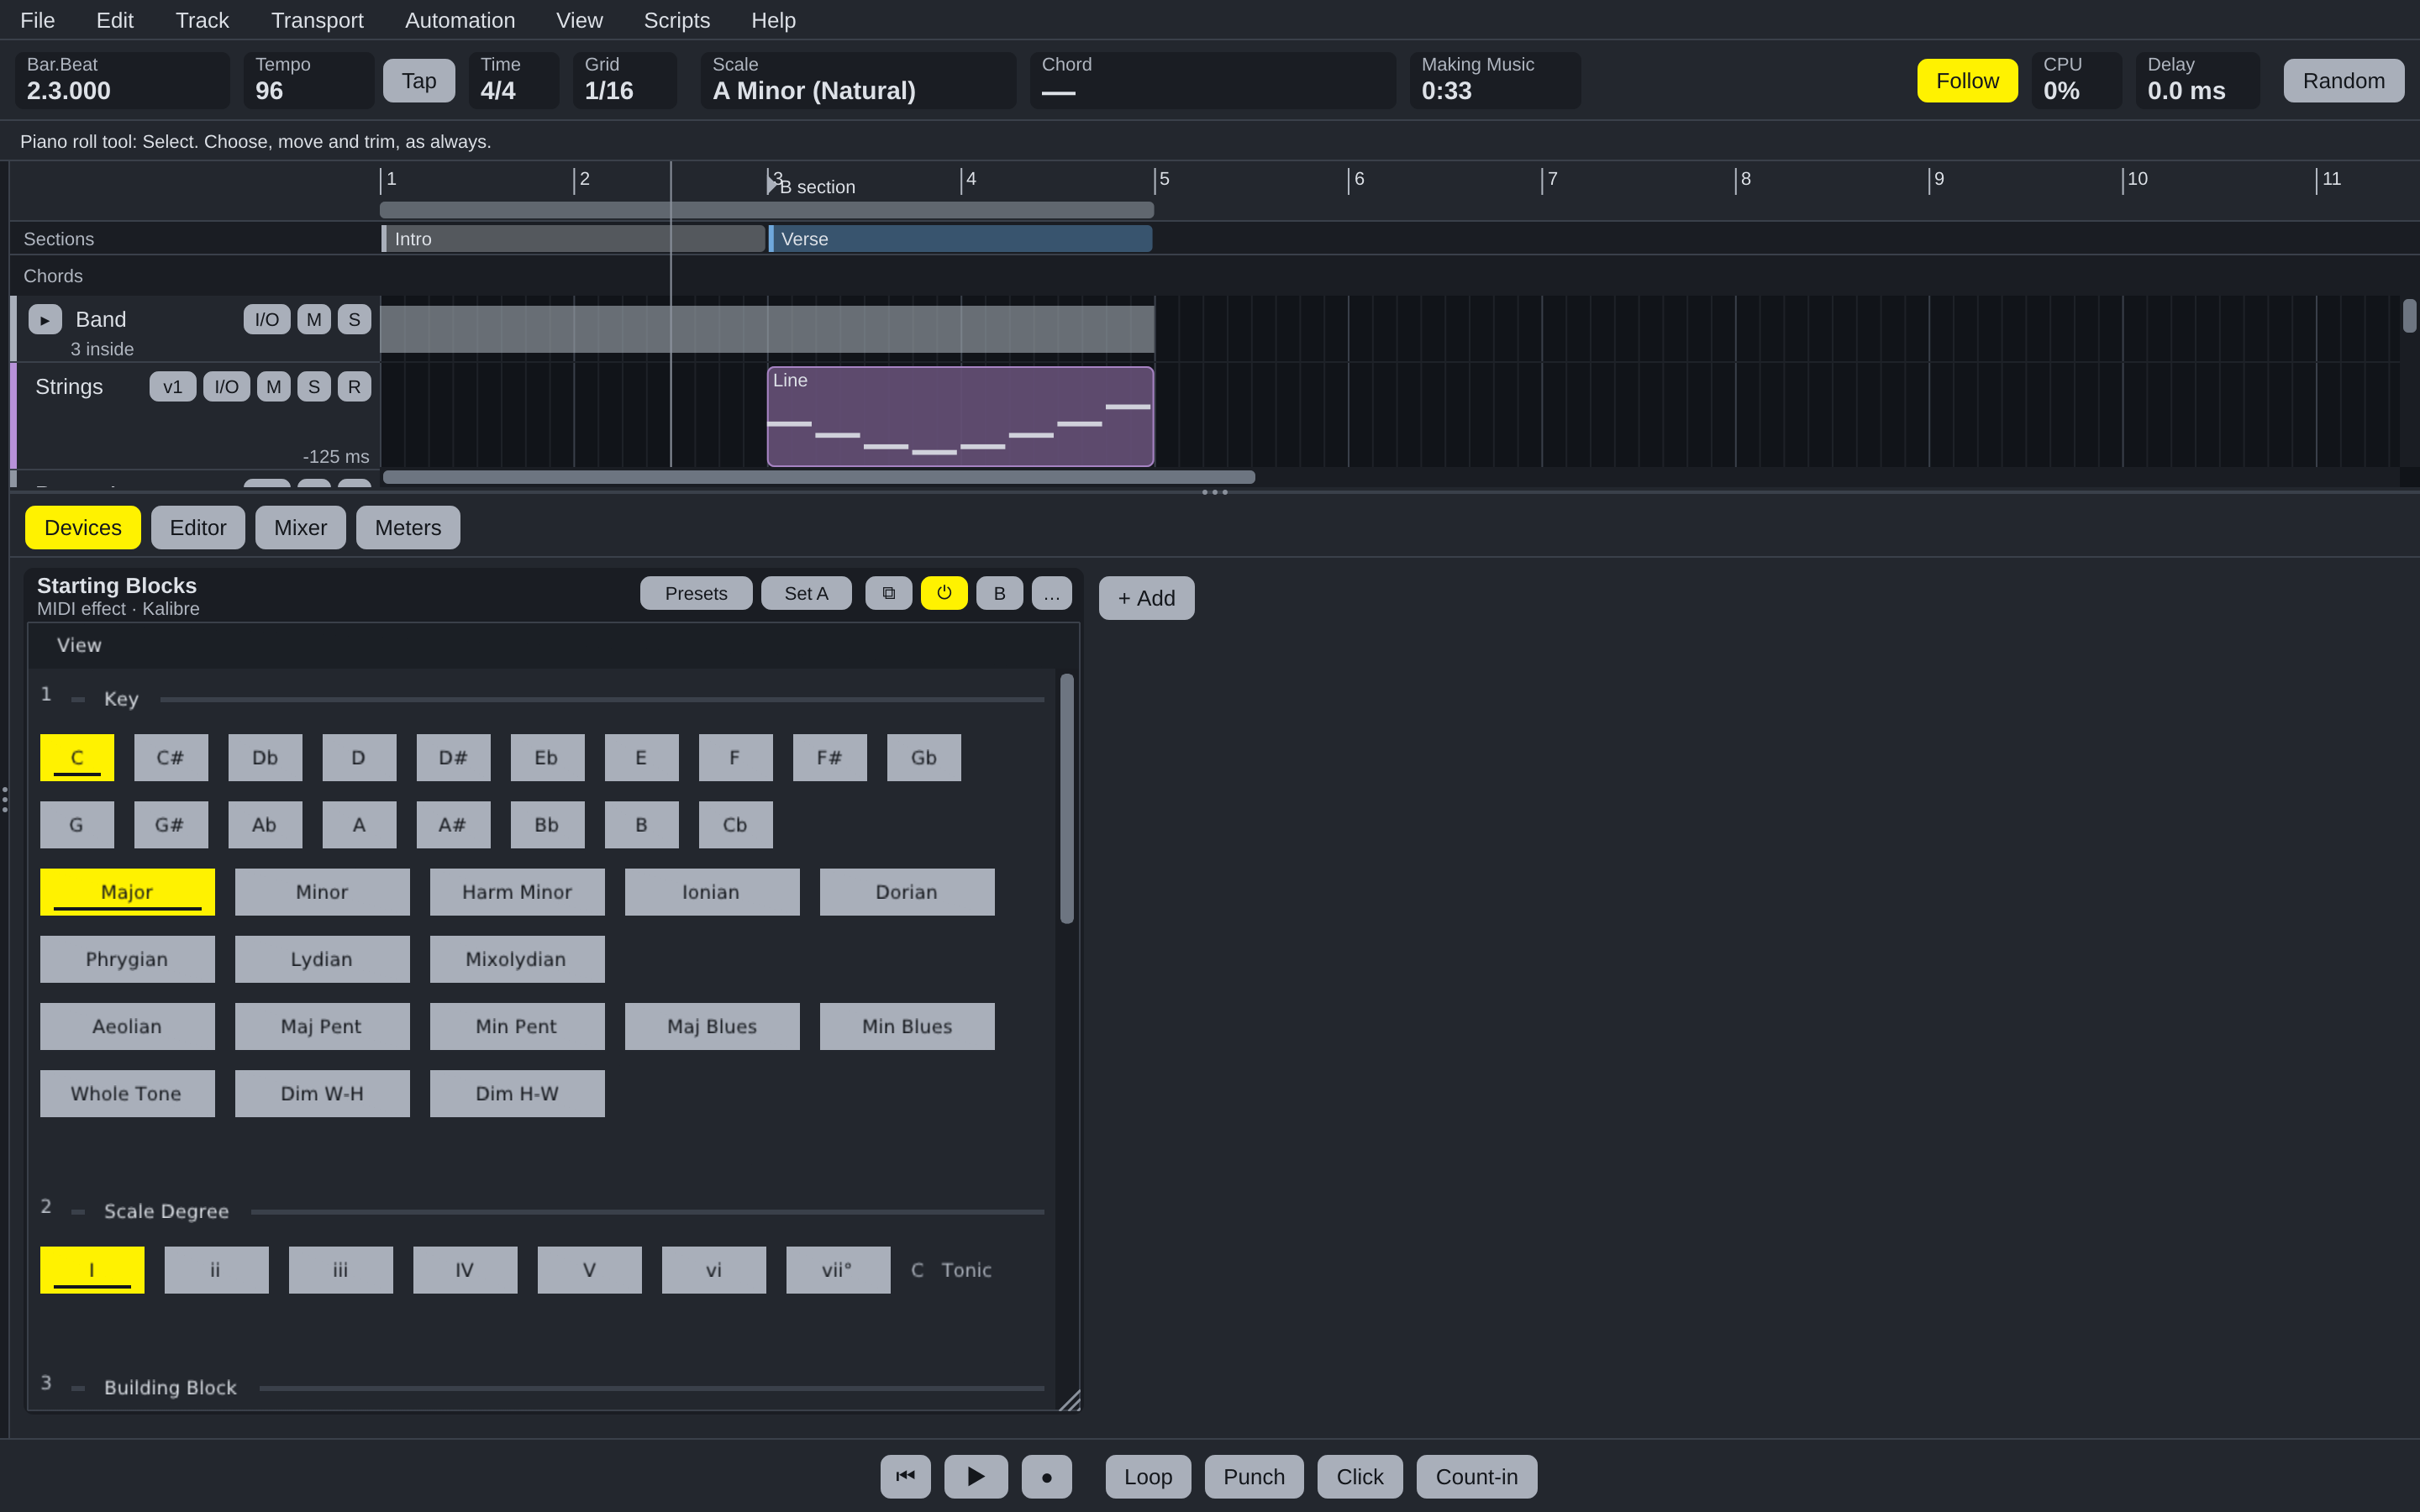 File Edit Track Transport Automation View Scripts Help
Bar.Beat Tempo Time Grid Scale Chord Making Music CPU Delay
2.3.000 96 Tap 4/4 1/16 A Minor (Natural) — 0:33 Follow 0% 0.0 ms Random
Piano roll tool: Select. Choose, move and trim, as always.
1 2 3 B section 4 5 6 7 8 9 10 11
Sections Intro Verse
Chords
Band I/O M S
3 inside
Strings v1 I/O M S R Line
-125 ms
Devices Editor Mixer Meters
Starting Blocks Presets Set A B ... + Add
MIDI effect · Kalibre
View
1 Key
C C# Db D D# Eb E F F# Gb
G G# Ab A A# Bb B Cb
Major Minor Harm Minor Ionian Dorian
Phrygian Lydian Mixolydian
Aeolian Maj Pent Min Pent Maj Blues Min Blues
Whole Tone Dim W-H Dim H-W
2 Scale Degree
I ii iii IV V vi vii° C Tonic
3 Building Block
Loop Punch Click Count-in